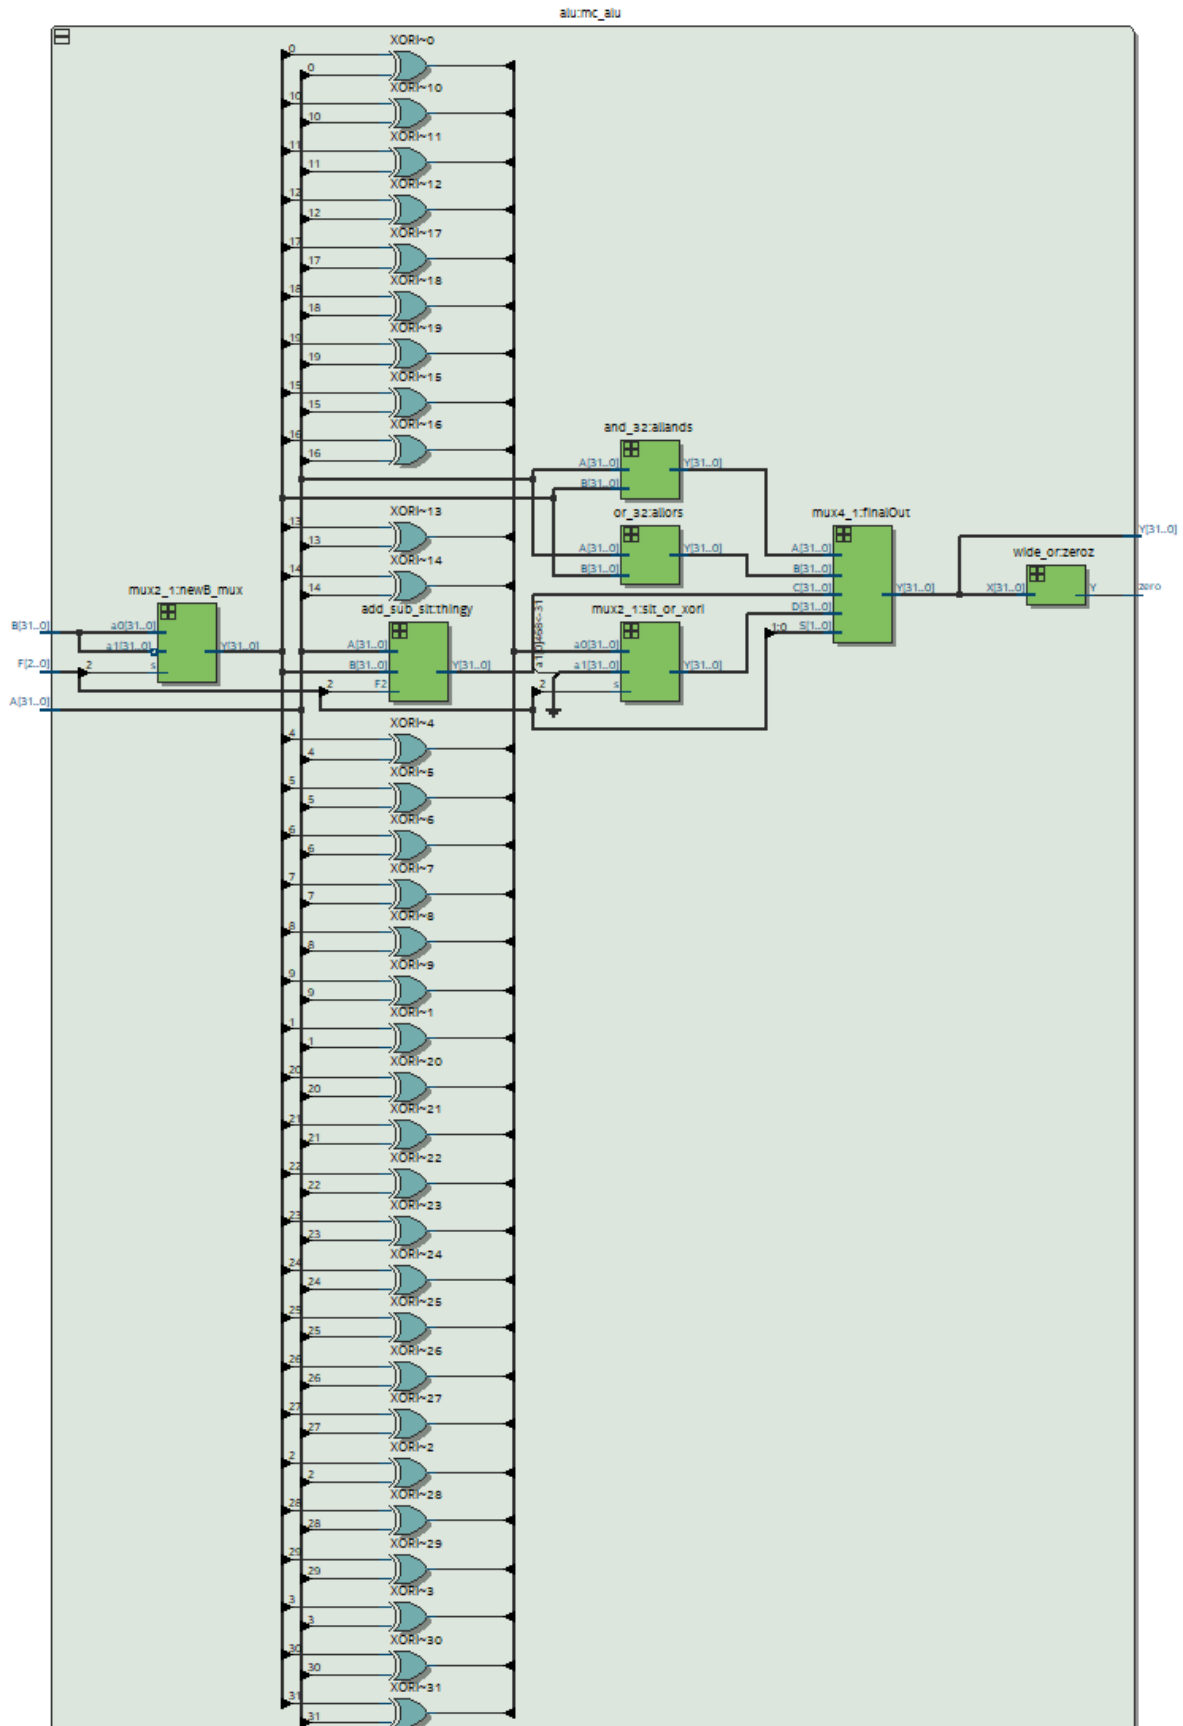 alu:mc_alu
XORI~0
0
0
XORI~10
10
10
XORI~11
11
11
XORI~12
12
12
XORI~17
17
17
XORI~18
18
18
XORI~19
19
19
XORI~15
15
15
XORI~16
16
16
and_32:allands
A[31..0]
B[31..0]
Y[31..0]
XORI~13
13
13
or_32:allors
A[31..0]
B[31..0]
Y[31..0]
mux4_1:finalOut
A[31..0]
B[31..0]
C[31..0]
D[31..0]
S[1..0]
Y[31..0]
1:0
Y[31..0]
wide_or:zeroz
X[31..0]
Y
zero
XORI~14
14
14
mux2_1:newB_mux
B[31..0]
F[2..0]
A[31..0]
a0[31..0]
a1[31..0]
s
2
Y[31..0]
add_sub_slt:thingy
A[31..0]
B[31..0]
F2
2
Y[31..0]
mux2_1:slt_or_xori
a0[31..0]
a1[31..0]
s
2
Y[31..0]
XORI~4
4
4
XORI~5
5
5
XORI~6
6
6
XORI~7
7
7
XORI~8
8
8
XORI~9
9
9
XORI~1
1
1
XORI~20
20
20
XORI~21
21
21
XORI~22
22
22
XORI~23
23
23
XORI~24
24
24
XORI~25
25
25
XORI~26
26
26
XORI~27
27
27
XORI~2
2
2
XORI~28
28
28
XORI~29
29
29
XORI~3
3
3
XORI~30
30
30
XORI~31
31
31